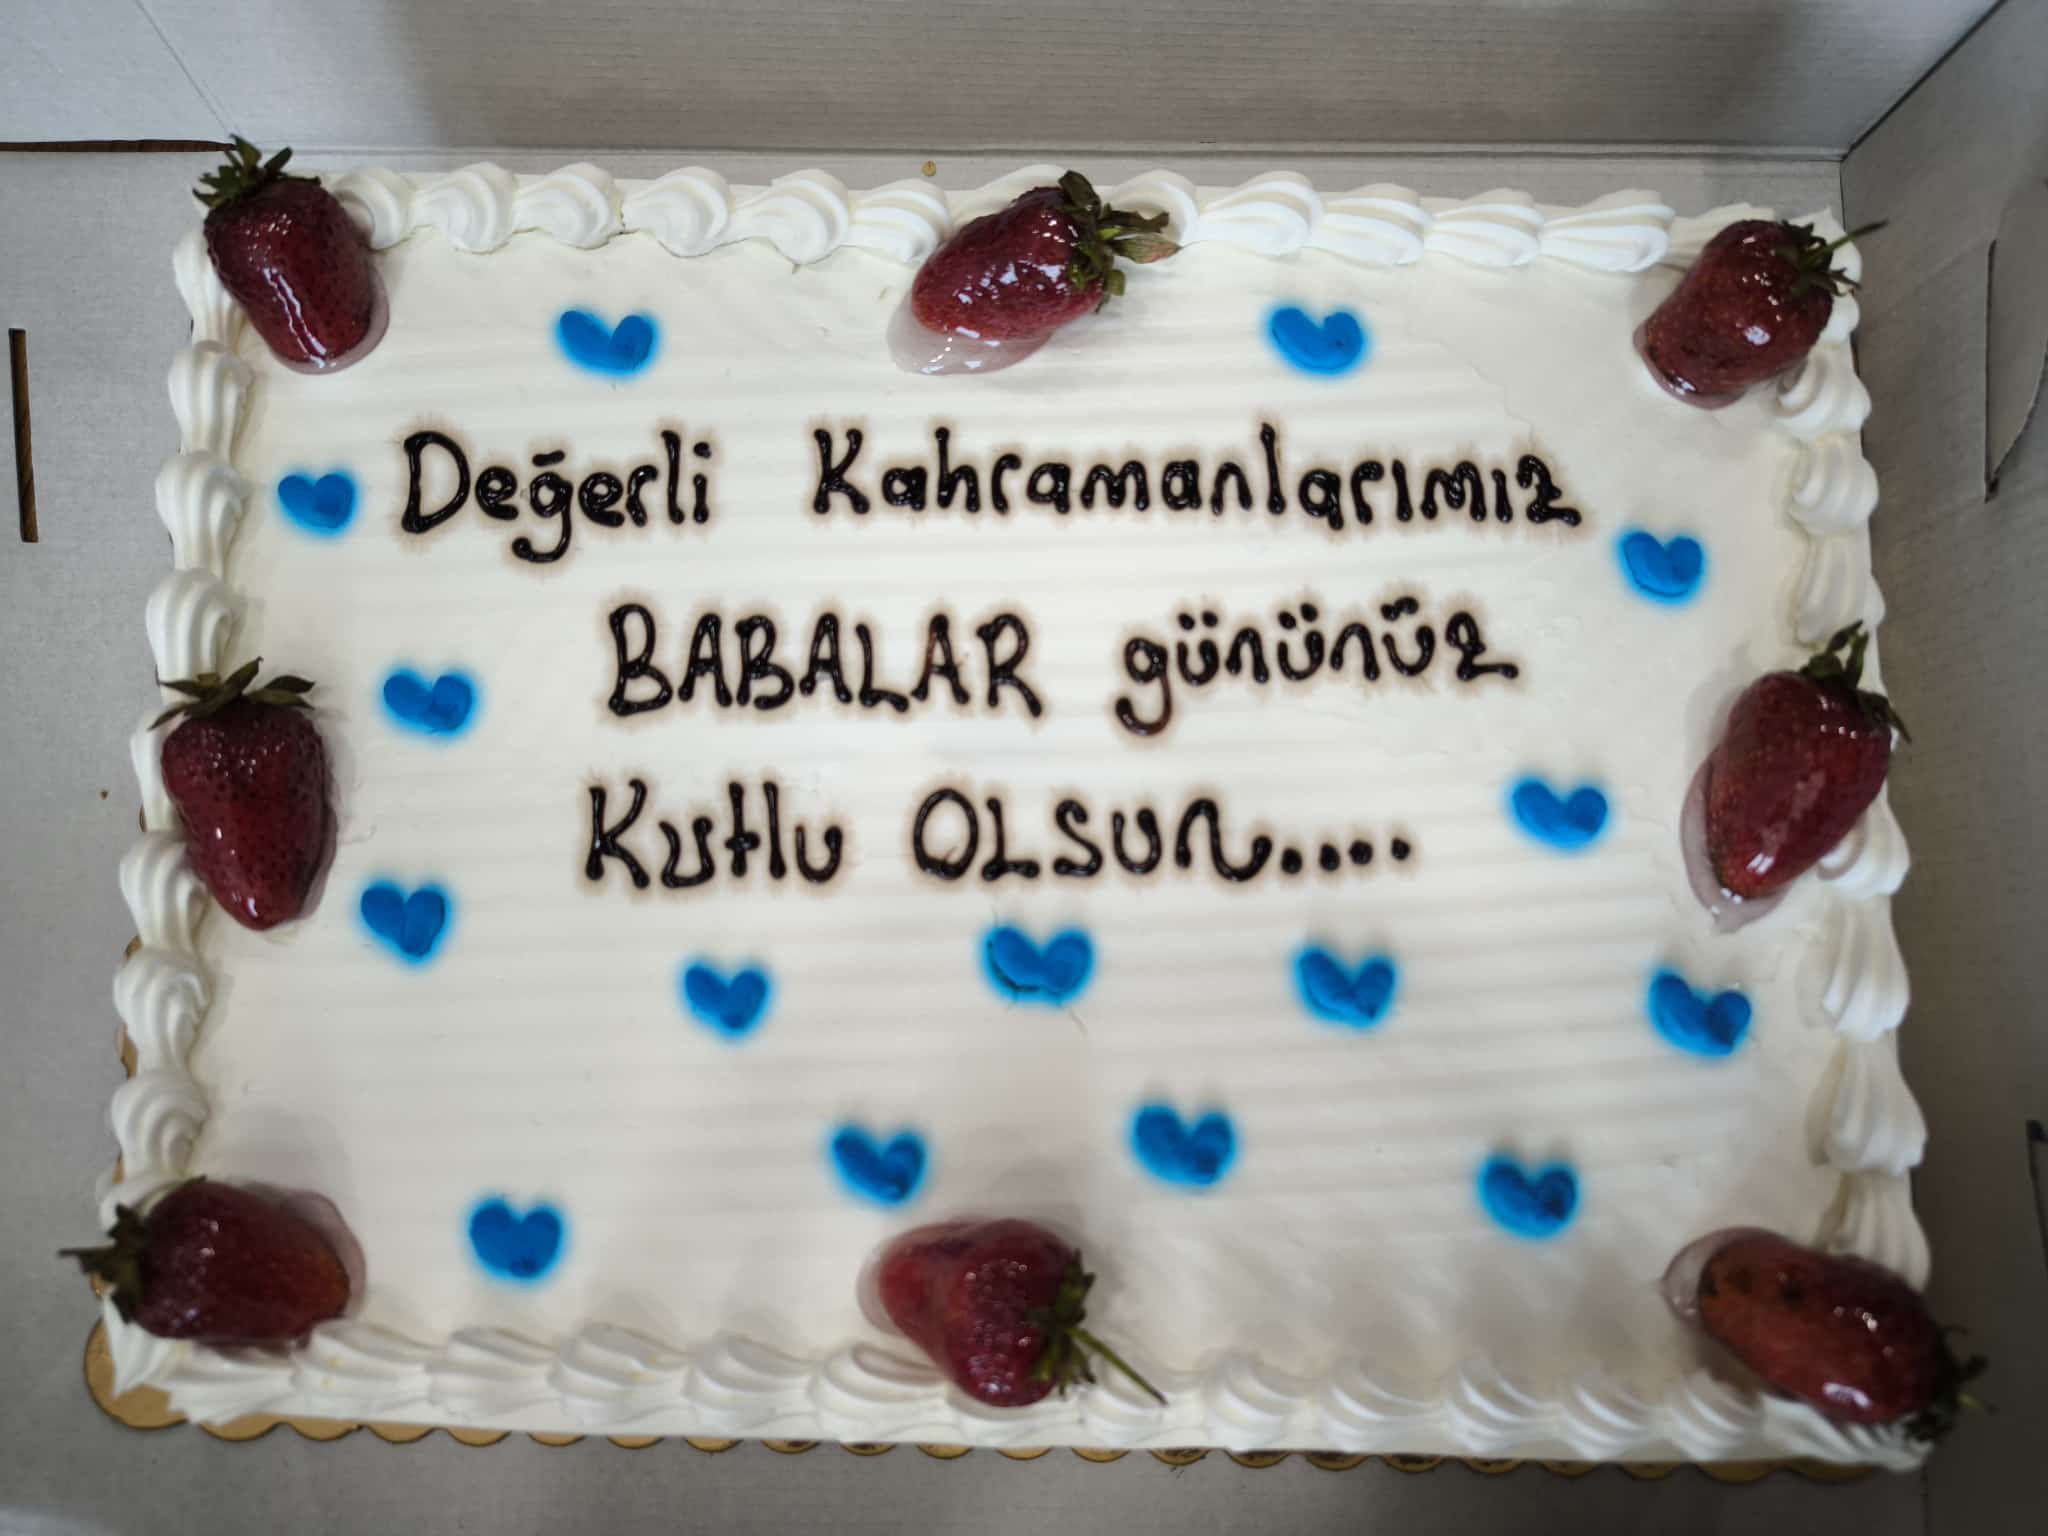 Değerli Kahramanlarımız
BABALAR gününüz
Kutlu OLSUN....